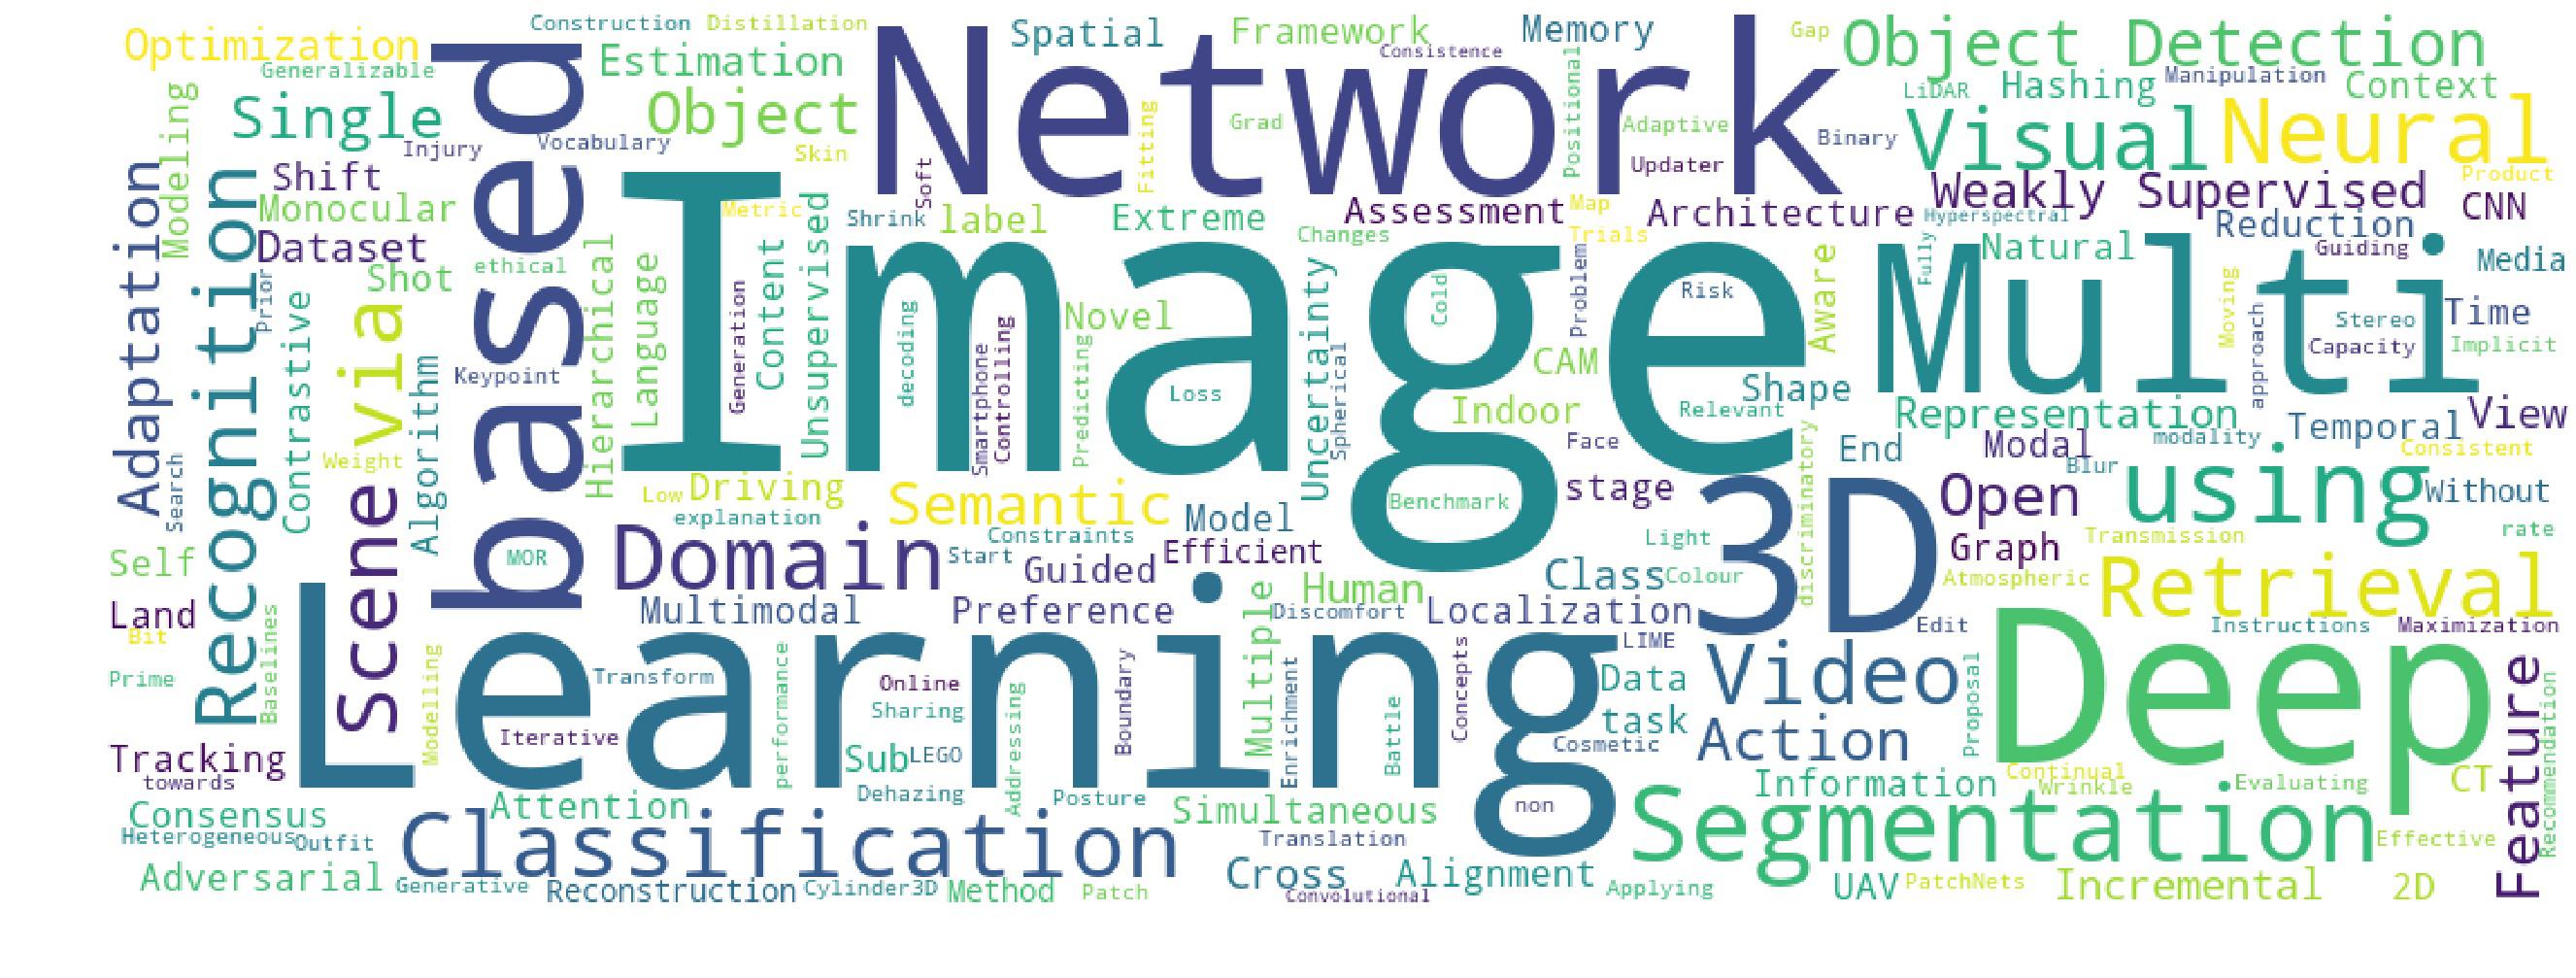 Construction
Distillation
Optimization
Generalizable
Estimation
Network
Spatial
Framework
Consistence
Memory
Gap
Object Detection
LiDAR
Hashing
Manipulation
Context
Modeling
Single
Object
Injury
Vocabulary
Skin
Fitting
Grad
Positional
Adaptive
Updater
Binary
Visual
Neural
Adaptation
Recognition
Shift
Monocular
Dataset
Shot
based
ethical
Soft
Metric
Shrink
label
Extreme
Assessment
Map
Trials
Changes
Architecture
Weakly Supervised
Product
CNN
Hyperspectral
Reduction
Guiding
Natural
Fully
Media
Prior
Contrastive
via
Algorithm
Keypoint
Hierarchical
Language
Generation
Content
Unsupervised
Image
decoding
Smartphone
Controlling
Novel
Predicting
Loss
Uncertainty
Spherical
Cold
Problem
Risk
Aware
CAM
Indoor
Shape
Relevant
Face
Multi
Moving
approach
Stereo
Capacity
Time
Implicit
Representation
modality
Temporal
View
Consistent
Search
Weight
Scene
Low
Driving
explanation
Semantic
Model
Constraints
Benchmark
stage
discriminatory
End
Modal
Blur
Open
using
Without
MOR
Domain
Start
Guided
Efficient
Light
3D
Graph
Transmission
rate
Self
Land
Bit
Baselines
Multimodal
Preference
Human
Discomfort
Class
Colour
Localization
LIME
Atmospheric
Retrieval
Edit
Instructions
Maximization
Prime
Learning
Modelling
Transform
performance
Online
Sharing
Addressing
Boundary
Multiple
Enrichment
Battle
Concepts
Data
task
Cosmetic
Video
Action
Proposal
Deep
Feature
Recommendation
Tracking
towards
Iterative
Sub
LEGO
Dehazing
Posture
non
Information
Continual
Wrinkle
Evaluating
CT
Consensus
Heterogeneous
Outfit
Attention
Classification
Simultaneous
Translation
Segmentation
Effective
Adversarial
Generative
Reconstruction
Cylinder3D
Method
Patch
Cross
Convolutional
Alignment
Applying
UAV
PatchNets
Incremental
2D